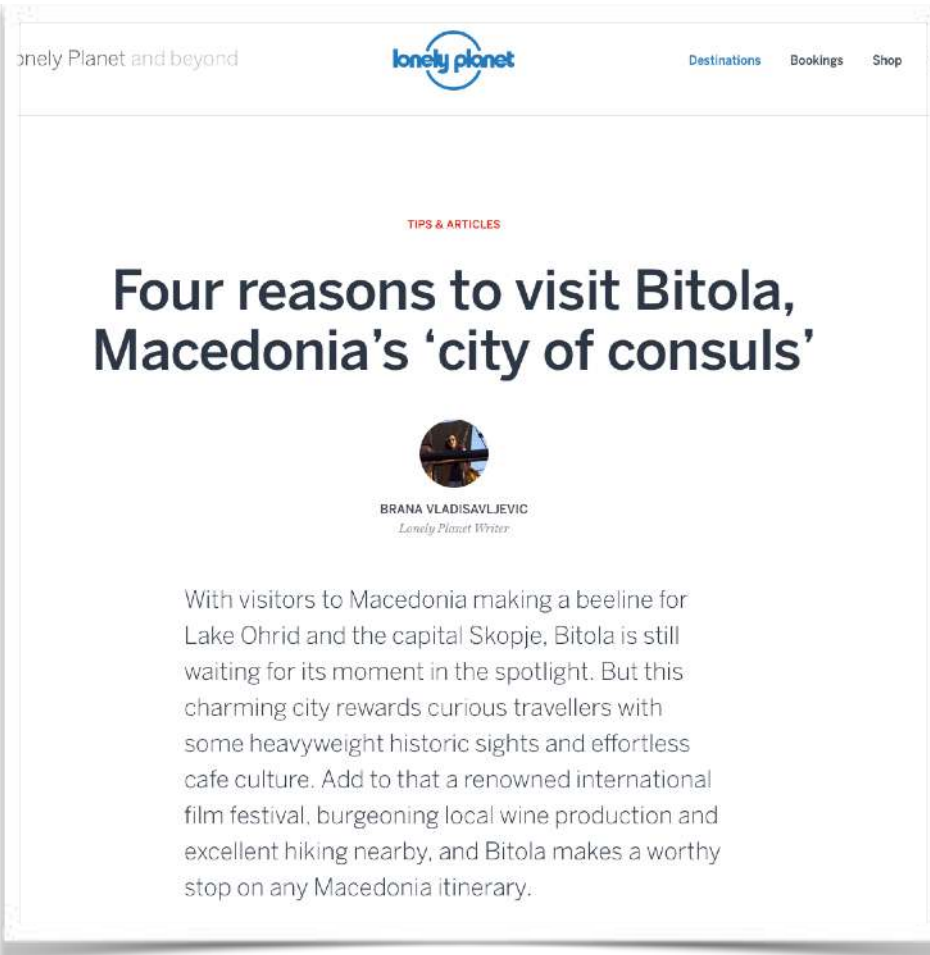 onely Planet and beyond
lonely planet
Destinations Bookings Shop
TIPS & ARTICLES
Four reasons to visit Bitola,
Macedonia's ‘city of consuls’
BRANA VLADISAVLJEVIC
Lonely Planet Writer
With visitors to Macedonia making a beeline for
Lake Ohrid and the capital Skopje, Bitola is still
waiting for its moment in the spotlight. But this
charming city rewards curious travellers with
some heavyweight historic sights and effortless
cafe culture. Add to that a renowned international
film festival, burgeoning local wine production and
excellent hiking nearby, and Bitola makes a worthy
stop on any Macedonia itinerary.